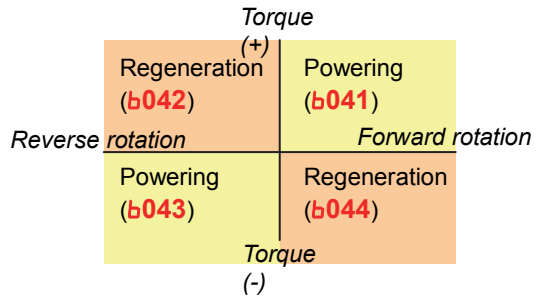 Torque
(+)
Regeneration
(b042)
Powering
(b041)
Reverse rotation
Forward rotation
Powering
(b043)
Regeneration
(b044)
Torque
(-)